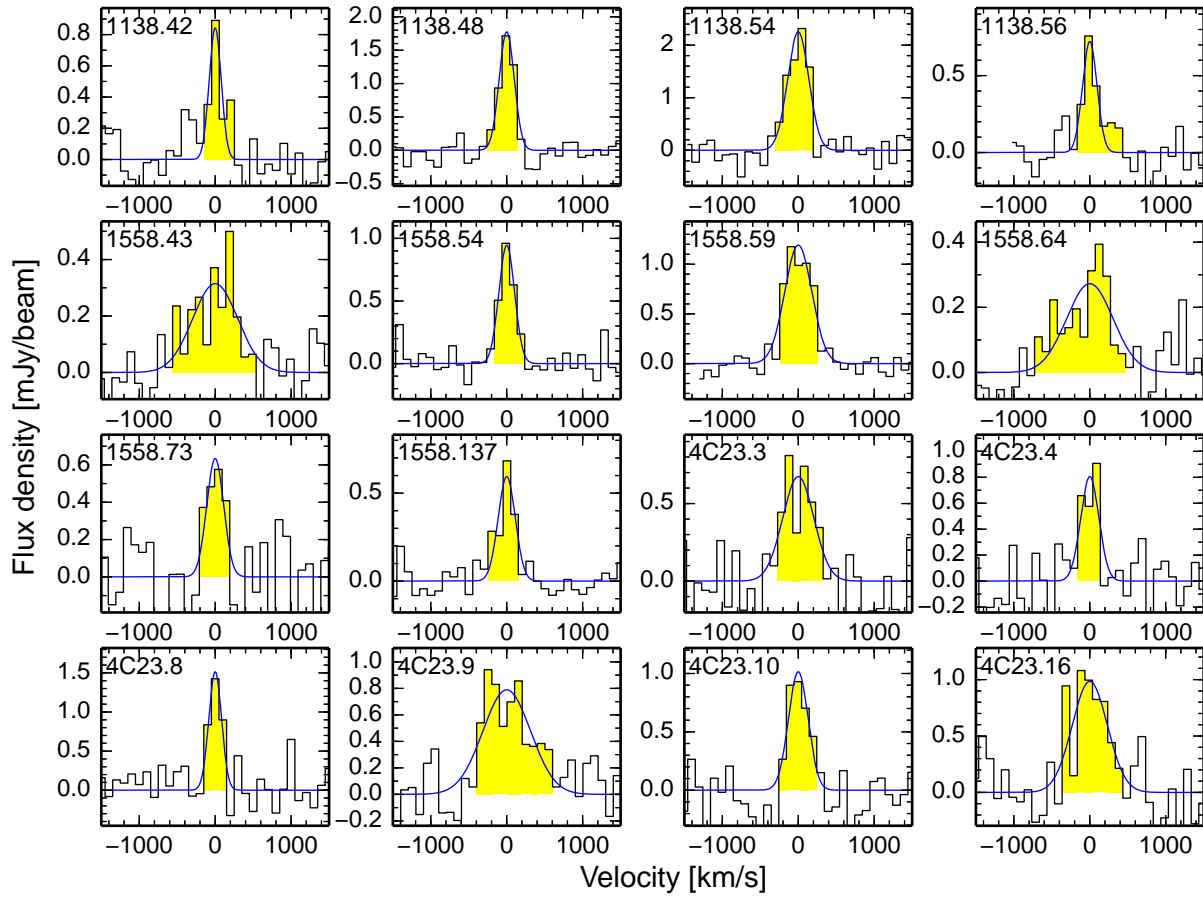 1138.42 1138.48 1138.54 1138.56
0.8 0.6 0.4 0.2 0.0
2.0 1.5 1.0 0.5 0.0 −0.5
2 1 0
0.5 0.0
−1000 0 1000 −1000 0 1000 −1000 0 1000 −1000 0 1000
1558.43 1558.54 1558.59 1558.64
0.4 0.2 0.0
1.0 0.5 0.0
1.0 0.5 0.0
0.4 0.2 0.0
−1000 0 1000 −1000 0 1000 −1000 0 1000 −1000 0 1000
1558.73 1558.137 4C23.3 4C23.4
0.6 0.4 0.2 0.0
0.5 0.0
0.5 0.0
1.0 0.8 0.6 0.4 0.2 0.0 −0.2
−1000 0 1000 −1000 0 1000 −1000 0 1000 −1000 0 1000
4C23.8 4C23.9 4C23.10 4C23.16
1.5 1.0 0.5 0.0
1.0 0.8 0.6 0.4 0.2 0.0 −0.2
1.0 0.5 0.0
1.0 0.5 0.0
−1000 0 1000 −1000 0 1000 −1000 0 1000 −1000 0 1000
Flux density [mJy/beam]
Velocity [km/s]